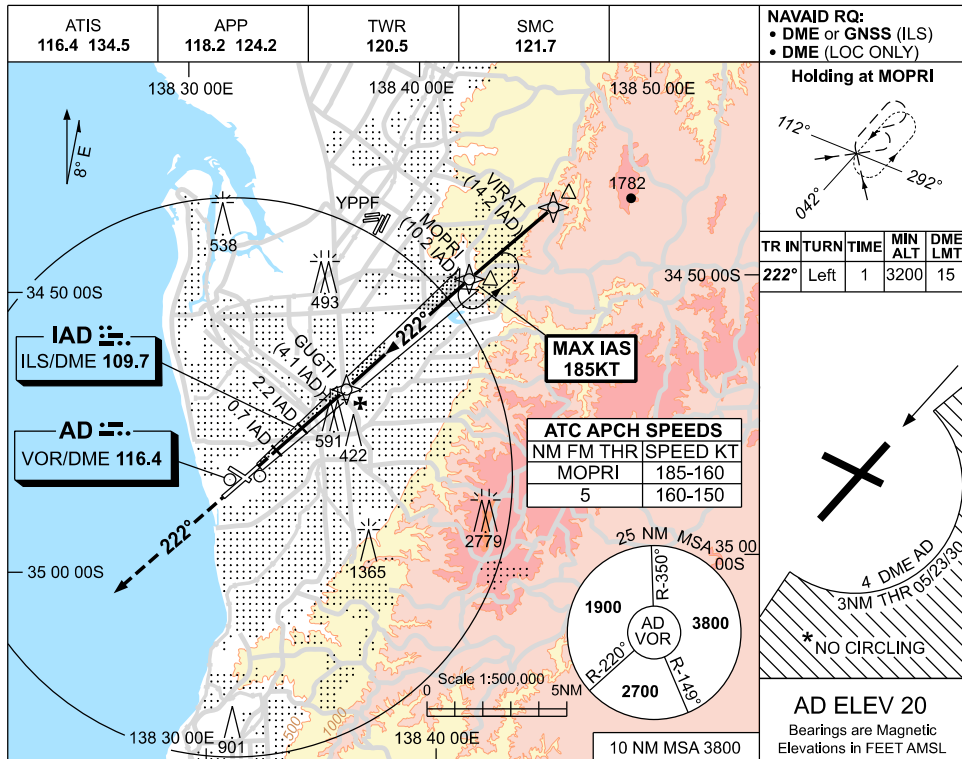 ATIS
116.4 134.5
APP
118.2 124.2
TWR
120.5
SMC
121.7
NAVAID RQ:
• DME or GNSS (ILS)
• DME (LOC ONLY)
138 30 00E
138 40 00E
138 50 00E
8° E
538
YPPF
493
VIRAT
(14.2 IAD)
MOPRI
(10.2 IAD)
1782
34 50 00S
34 50 00S
222°
IAD
ILS/DME 109.7
GUGTI
(4.1 IAD)
2.2 IAD
0.7 IAD
MAX IAS
185KT
AD
VOR/DME 116.4
591
422
ATC APCH SPEEDS
NM FM THR SPEED KT
MOPRI 185-160
5 160-150
222°
2779
1365
35 00 00S
35 00
00S
25 NM MSA
R-350°
1900
3800
AD
VOR
R-220°
R-149°
2700
Scale 1:500,000
0 5NM
500
1000
901
138 30 00E
138 40 00E
10 NM MSA 3800
Holding at MOPRI
112°
292°
042°
TR IN TURN TIME MIN ALT DME LMT
222° Left 1 3200 15
4 DME AD
3NM THR 05/23/30
*NO CIRCLING
AD ELEV 20
Bearings are Magnetic
Elevations in FEET AMSL